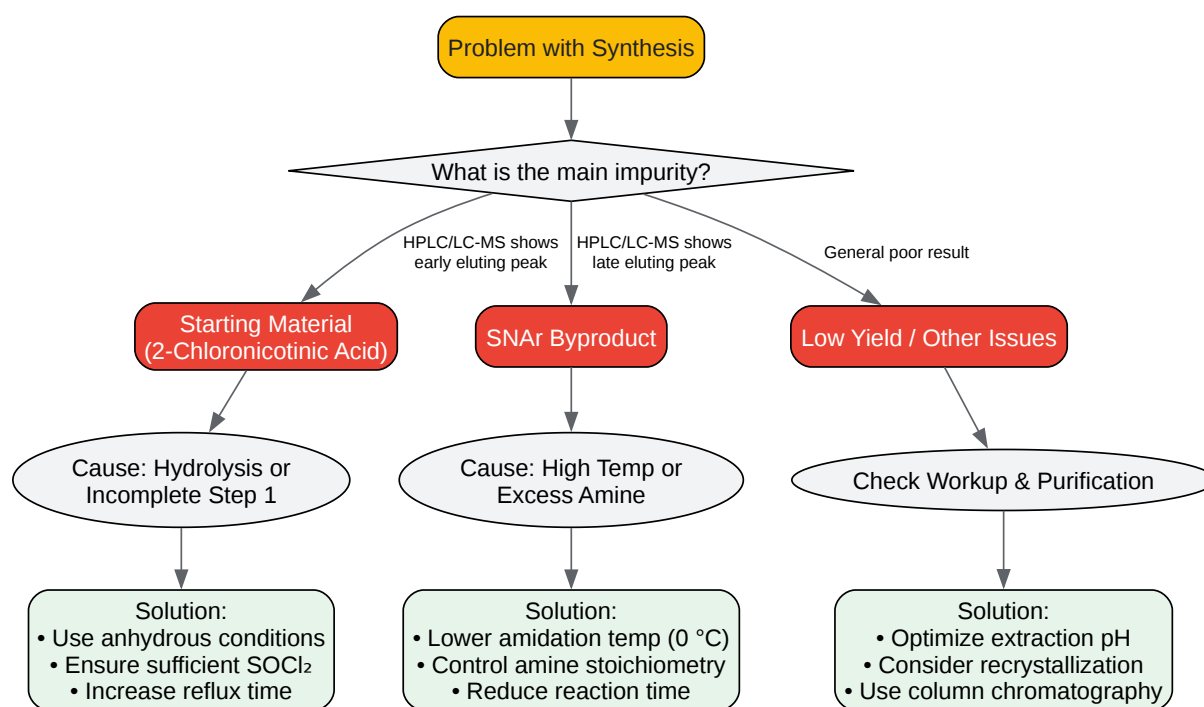 Problem with Synthesis
What is the main impurity?
HPLC/LC-MS shows
early eluting peak
HPLC/LC-MS shows
late eluting peak
General poor result
Starting Material
(2-Chloronicotinic Acid)
SNAr Byproduct
Low Yield / Other Issues
Cause: Hydrolysis or
Incomplete Step 1
Cause: High Temp or
Excess Amine
Check Workup & Purification
Solution:
• Use anhydrous conditions
• Ensure sufficient SOCl₂
• Increase reflux time
Solution:
• Lower amidation temp (0 °C)
• Control amine stoichiometry
• Reduce reaction time
Solution:
• Optimize extraction pH
• Consider recrystallization
• Use column chromatography